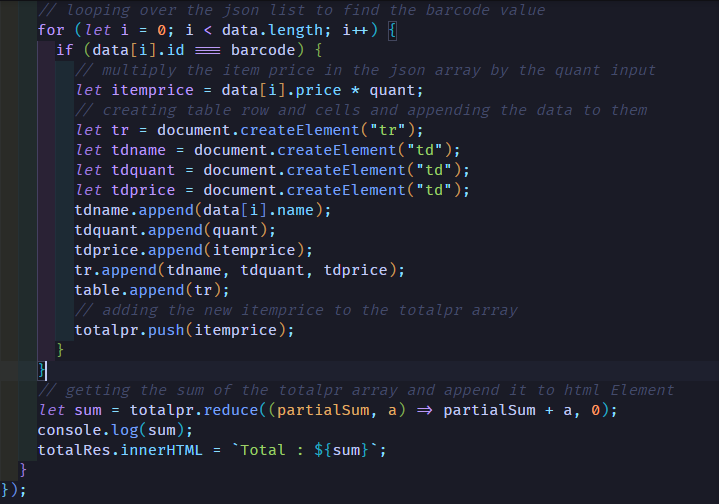 // looping over the json list to find the barcode value
for (let i = 0; i < data.length; i++) {
if (data[i].id === barcode) {
// multiply the item price in the json array by the quant input
let itemprice = data[i].price * quant;
// creating table row and cells and appending the data to them
let tr = document.createElement("tr");
let tdname = document.createElement("td");
let tdquant = document.createElement("td");
let tdprice = document.createElement("td");
tdname.append(data[i].name);
tdquant.append(quant);
tdprice.append(itemprice);
tr.append(tdname, tdquant, tdprice);
table.append(tr);
// adding the new itemprice to the totalpr array
totalpr.push(itemprice);
}
}
// getting the sum of the totalpr array and append it to html Element
let sum = totalpr.reduce((partialSum, a) => partialSum + a, 0);
console.log(sum);
totalRes.innerHTML = `Total : ${sum}`;
}
});